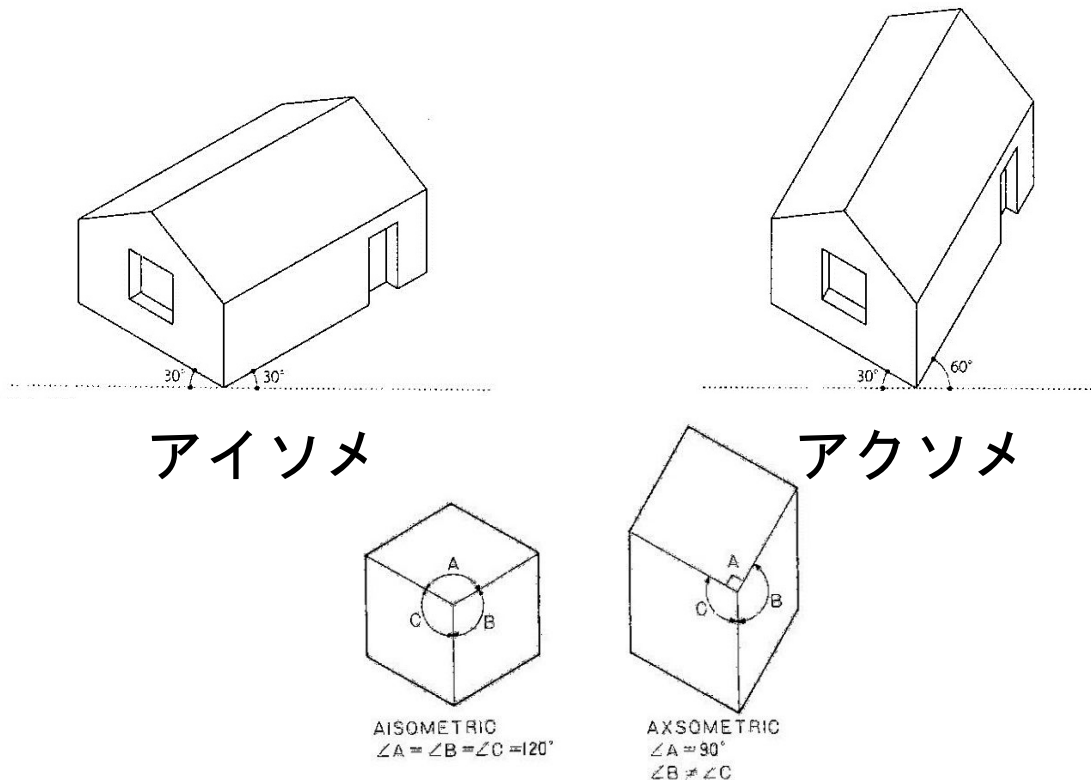 30° 30°
30° 60°
アイソメ
アクソメ
A
C B
A
C B
AISOMETRIC
∠A = ∠B = ∠C = 120°
AXSOMETRIC
∠A = 90°
∠B ≠ ∠C